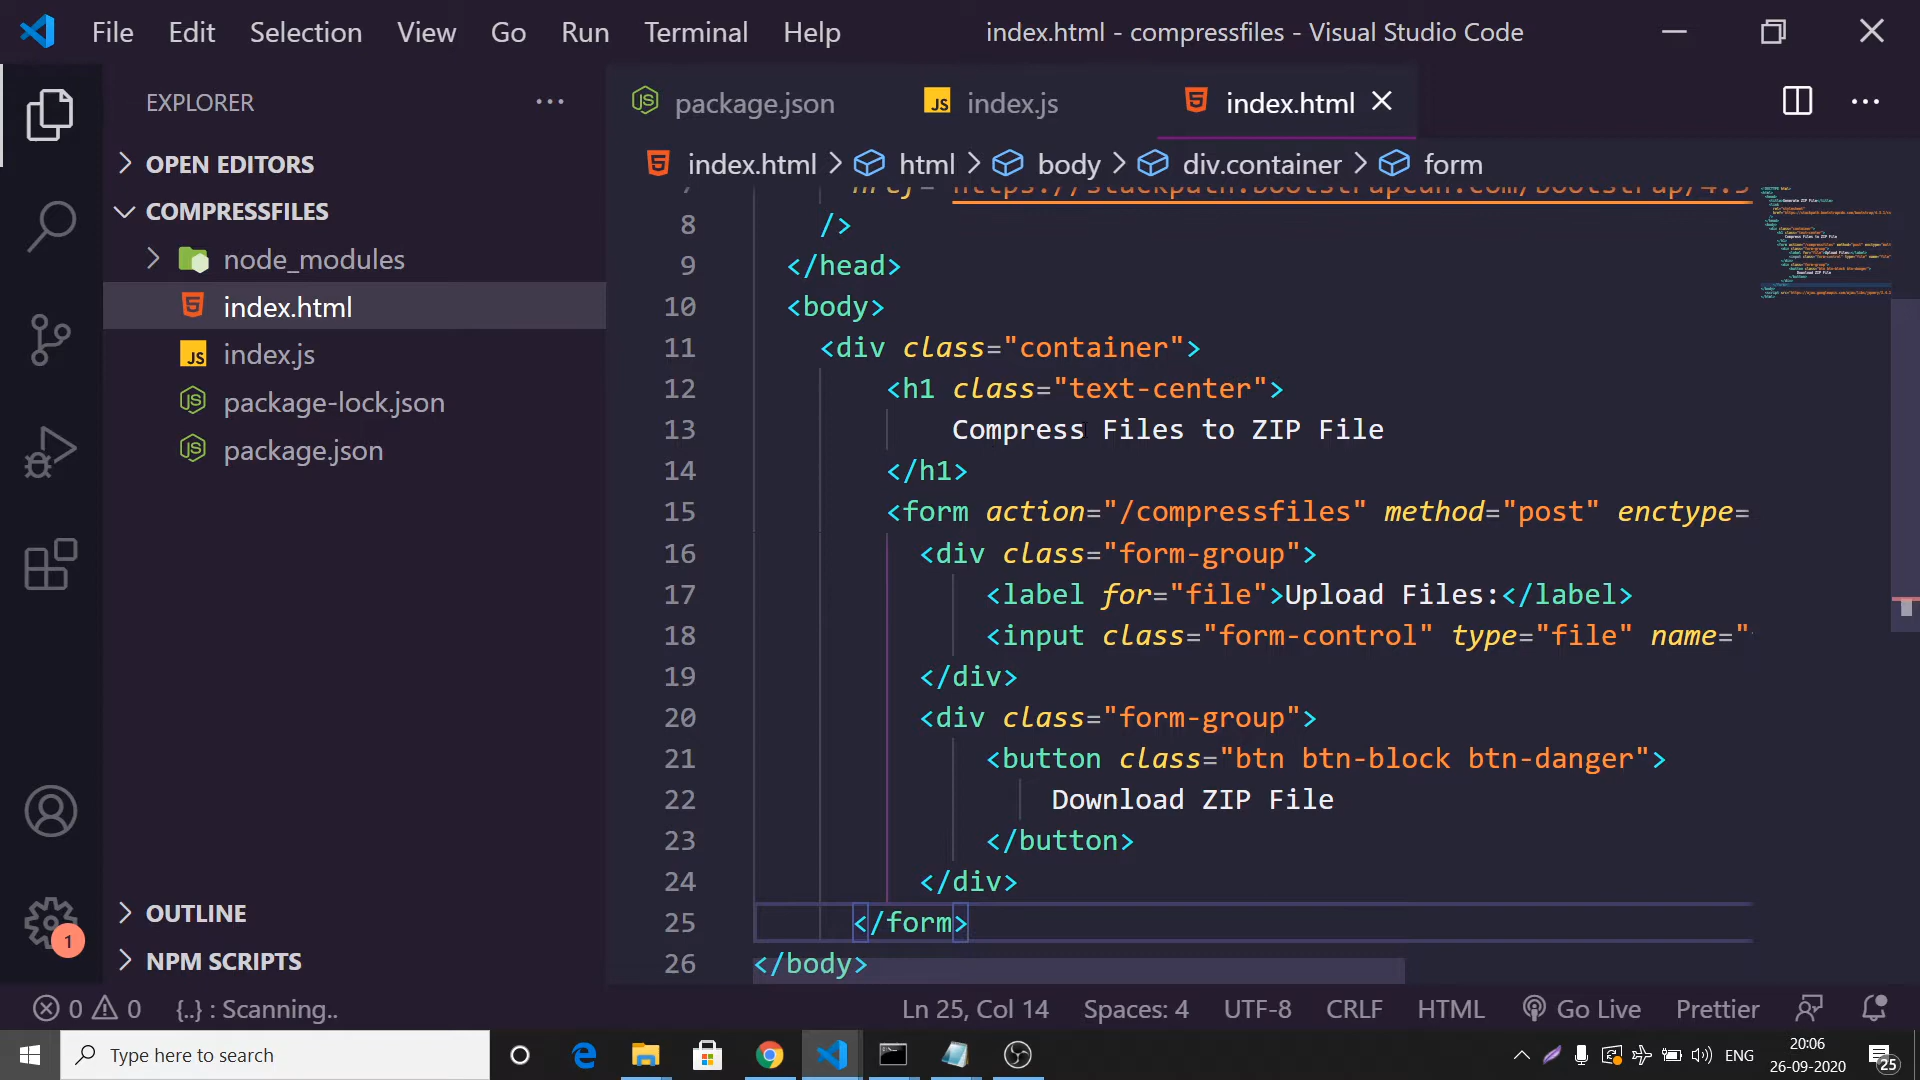 File Edit Selection View Go Run Terminal Help
index.html - compressfiles - Visual Studio Code
EXPLORER
OPEN EDITORS
COMPRESSFILES
node_modules
index.html
index.js
package-lock.json
package.json
OUTLINE
NPM SCRIPTS
1
package.json
JS index.js
index.html
index.html > html > body > div.container > form
8 />
9 </head>
10 <body>
11 <div class="container">
12 <h1 class="text-center">
13 Compress Files to ZIP File
14 </h1>
15 <form action="/compressfiles" method="post" enctype=
16 <div class="form-group">
17 <label for="file">Upload Files:</label>
18 <input class="form-control" type="file" name="
19 </div>
20 <div class="form-group">
21 <button class="btn btn-block btn-danger">
22 Download ZIP File
23 </button>
24 </div>
25 </form>
26 </body>
0 0 {..} : Scanning..
Ln 25, Col 14 Spaces: 4 UTF-8 CRLF HTML Go Live Prettier
Type here to search
ENG
20:06
26-09-2020
25